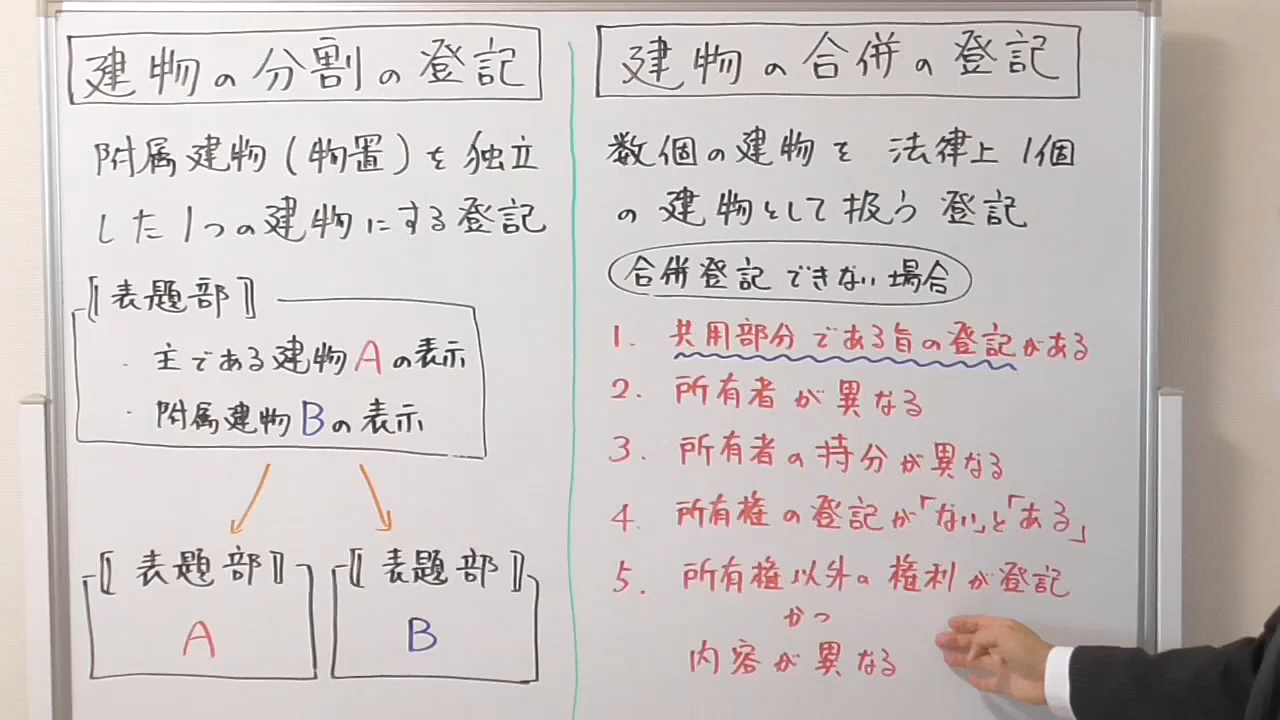 建物の分割の登記
附属建物(物置)を独立
した1つの建物にする登記
〚表題部〛
・主である建物Aの表示
・附属建物Bの表示
〚表題部〛
A
〚表題部〛
B
建物の合併の登記
数個の建物を 法律上 1個
の建物として扱う登記
合併登記できない場合
1. 共用部分である旨の登記がある
2. 所有者が異なる
3. 所有者の持分が異なる
4. 所有権の登記が「ない」と「ある」
5. 所有権以外の権利が登記
かつ
内容が異なる